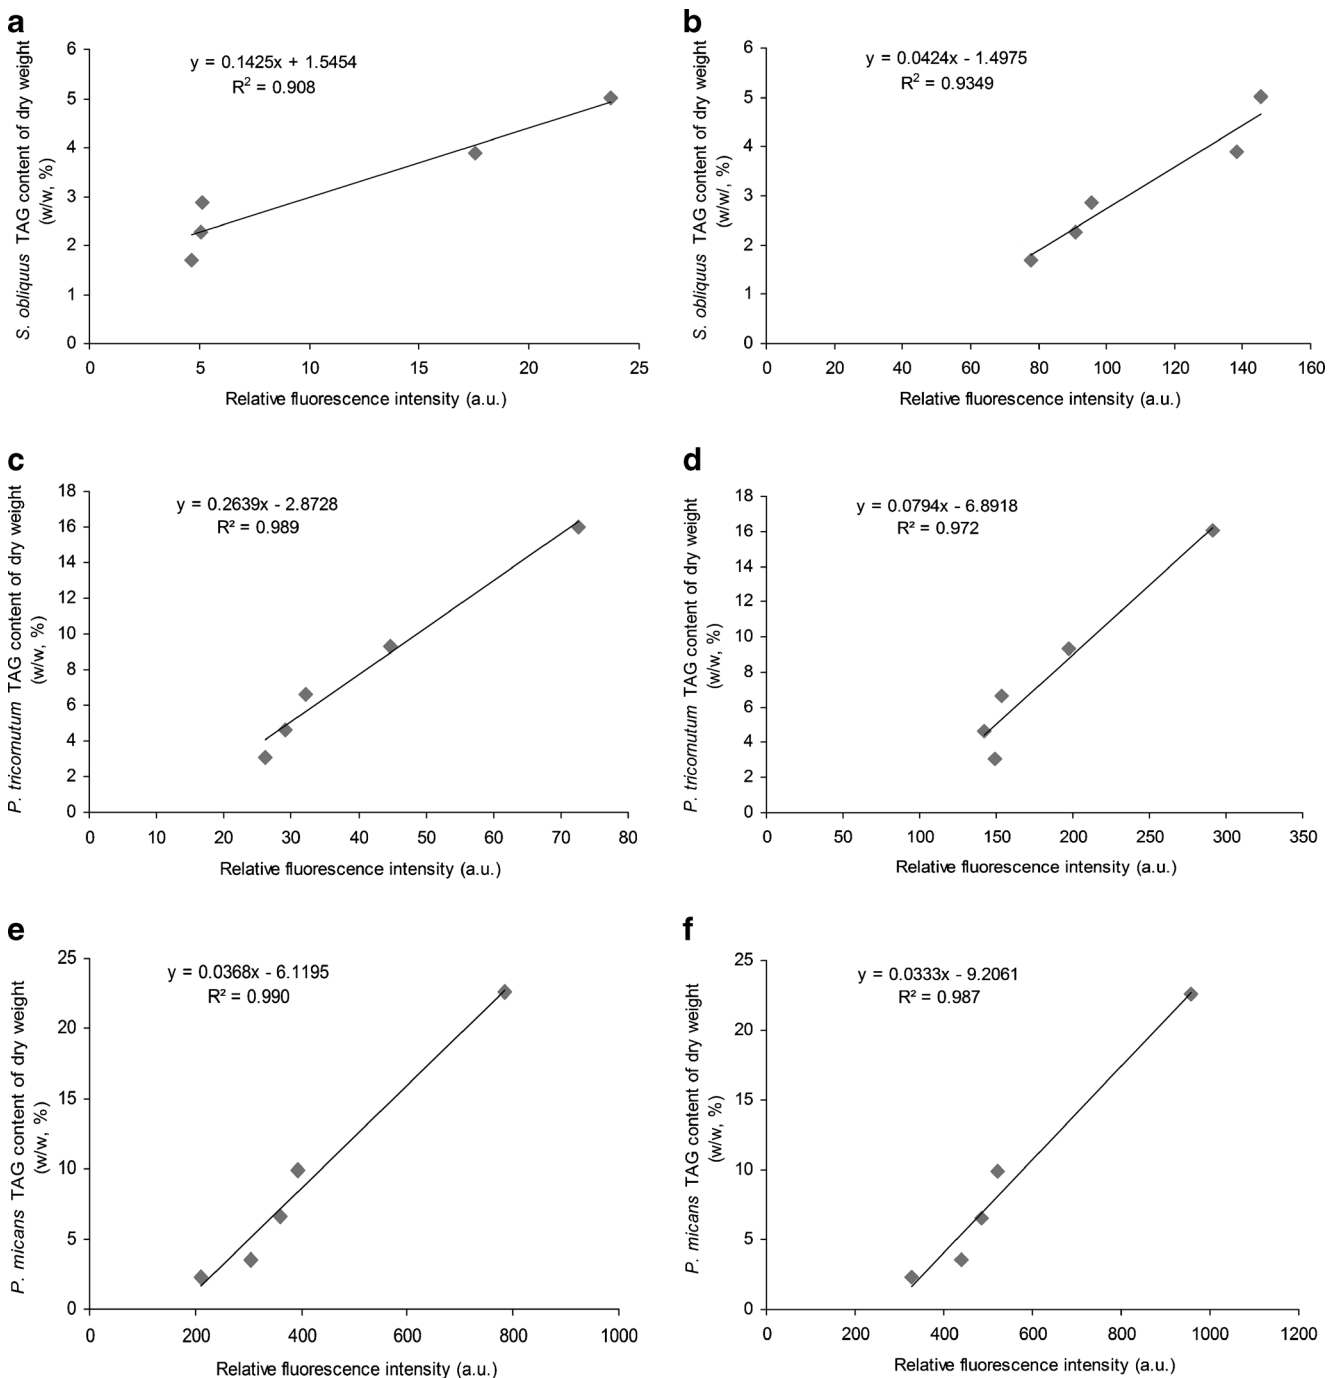 a
y = 0.1425x + 1.5454
R² = 0.908
S. obliquus TAG content of dry weight
(w/w, %)
6
5
4
3
2
1
0
0 5 10 15 20 25
Relative fluorescence intensity (a.u.)
b
y = 0.0424x - 1.4975
R² = 0.9349
S. obliquus TAG content of dry weight
(w/w/, %)
6
5
4
3
2
1
0
0 20 40 60 80 100 120 140 160
Relative fluorescence intensity (a.u.)
c
y = 0.2639x - 2.8728
R² = 0.989
P. tricornutum TAG content of dry weight
(w/w, %)
18
16
14
12
10
8
6
4
2
0
0 10 20 30 40 50 60 70 80
Relative fluorescence intensity (a.u.)
d
y = 0.0794x - 6.8918
R² = 0.972
P. tricornutum TAG content of dry weight
(w/w, %)
18
16
14
12
10
8
6
4
2
0
0 50 100 150 200 250 300 350
Relative fluorescence intensity (a.u.)
e
y = 0.0368x - 6.1195
R² = 0.990
P. micans TAG content of dry weight
(w/w, %)
25
20
15
10
5
0
0 200 400 600 800 1000
Relative fluorescence intensity (a.u.)
f
y = 0.0333x - 9.2061
R² = 0.987
P. micans TAG content of dry weight
(w/w, %)
25
20
15
10
5
0
0 200 400 600 800 1000 1200
Relative fluorescence intensity (a.u.)